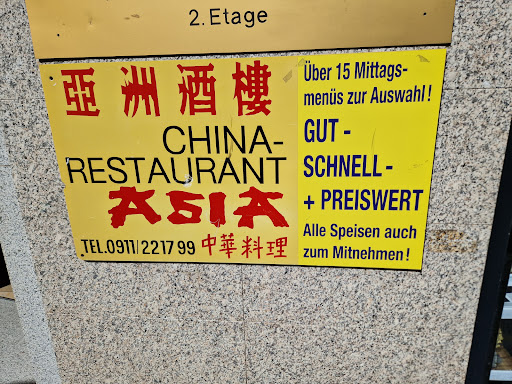 2. Etage
亞洲酒樓
CHINA-
RESTAURANT
ASIA
TEL.0911/221799 中華料理
Über 15 Mittags-
menüs zur Auswahl!
GUT -
SCHNELL -
+ PREISWERT
Alle Speisen auch
zum Mitnehmen!